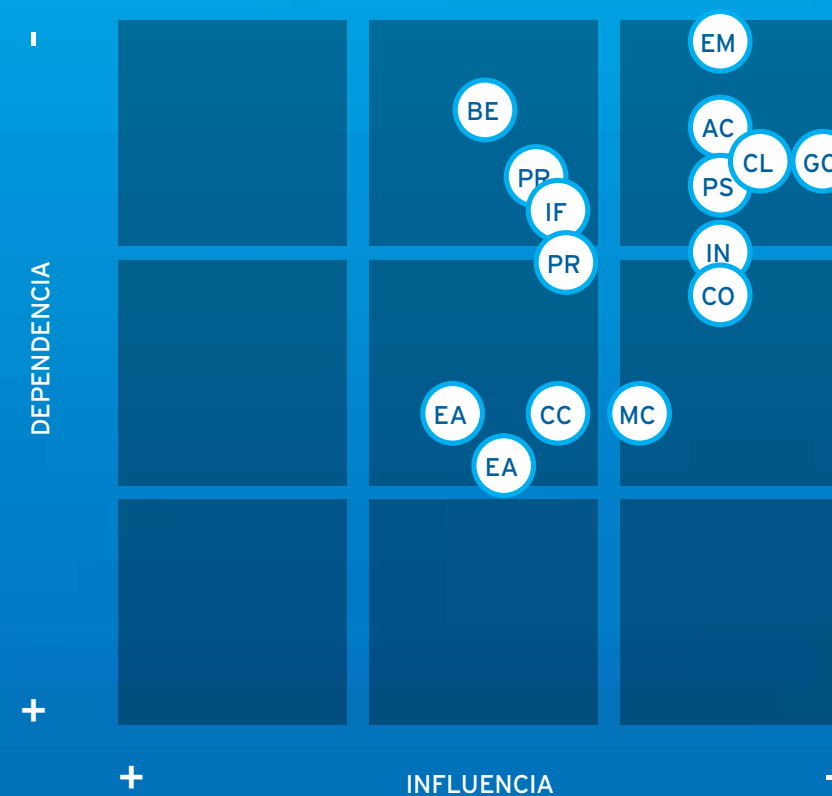 -
EM
BE
AC
CL
PS
PR
IF
IN
PR
CO
DEPENDENCIA
EA
CC
MC
EA
+
+
INFLUENCIA
-